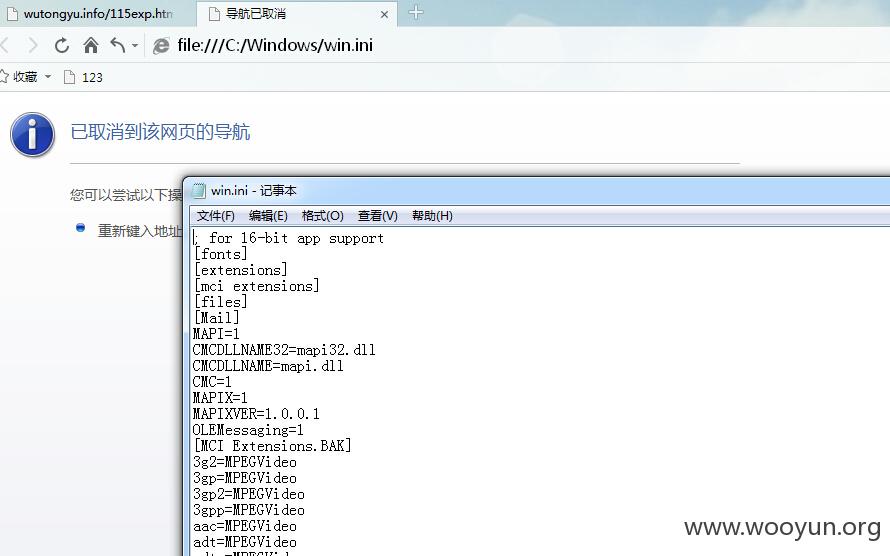 wutongyu.info/115exp.htm
导航已取消
file:///C:/Windows/win.ini
收藏
123
已取消到该网页的导航
您可以尝试以下操
重新键入地址
win.ini - 记事本
文件(F) 编辑(E) 格式(O) 查看(V) 帮助(H)
; for 16-bit app support
[fonts]
[extensions]
[mci extensions]
[files]
[Mail]
MAPI=1
CMCDLLNAME32=mapi32.dll
CMCDLLNAME=mapi.dll
CMC=1
MAPIX=1
MAPIXVER=1.0.0.1
OLEMessaging=1
[MCI Extensions.BAK]
3g2=MPEGVideo
3gp=MPEGVideo
3gp2=MPEGVideo
3gpp=MPEGVideo
aac=MPEGVideo
adt=MPEGVideo
www.wooyun.org